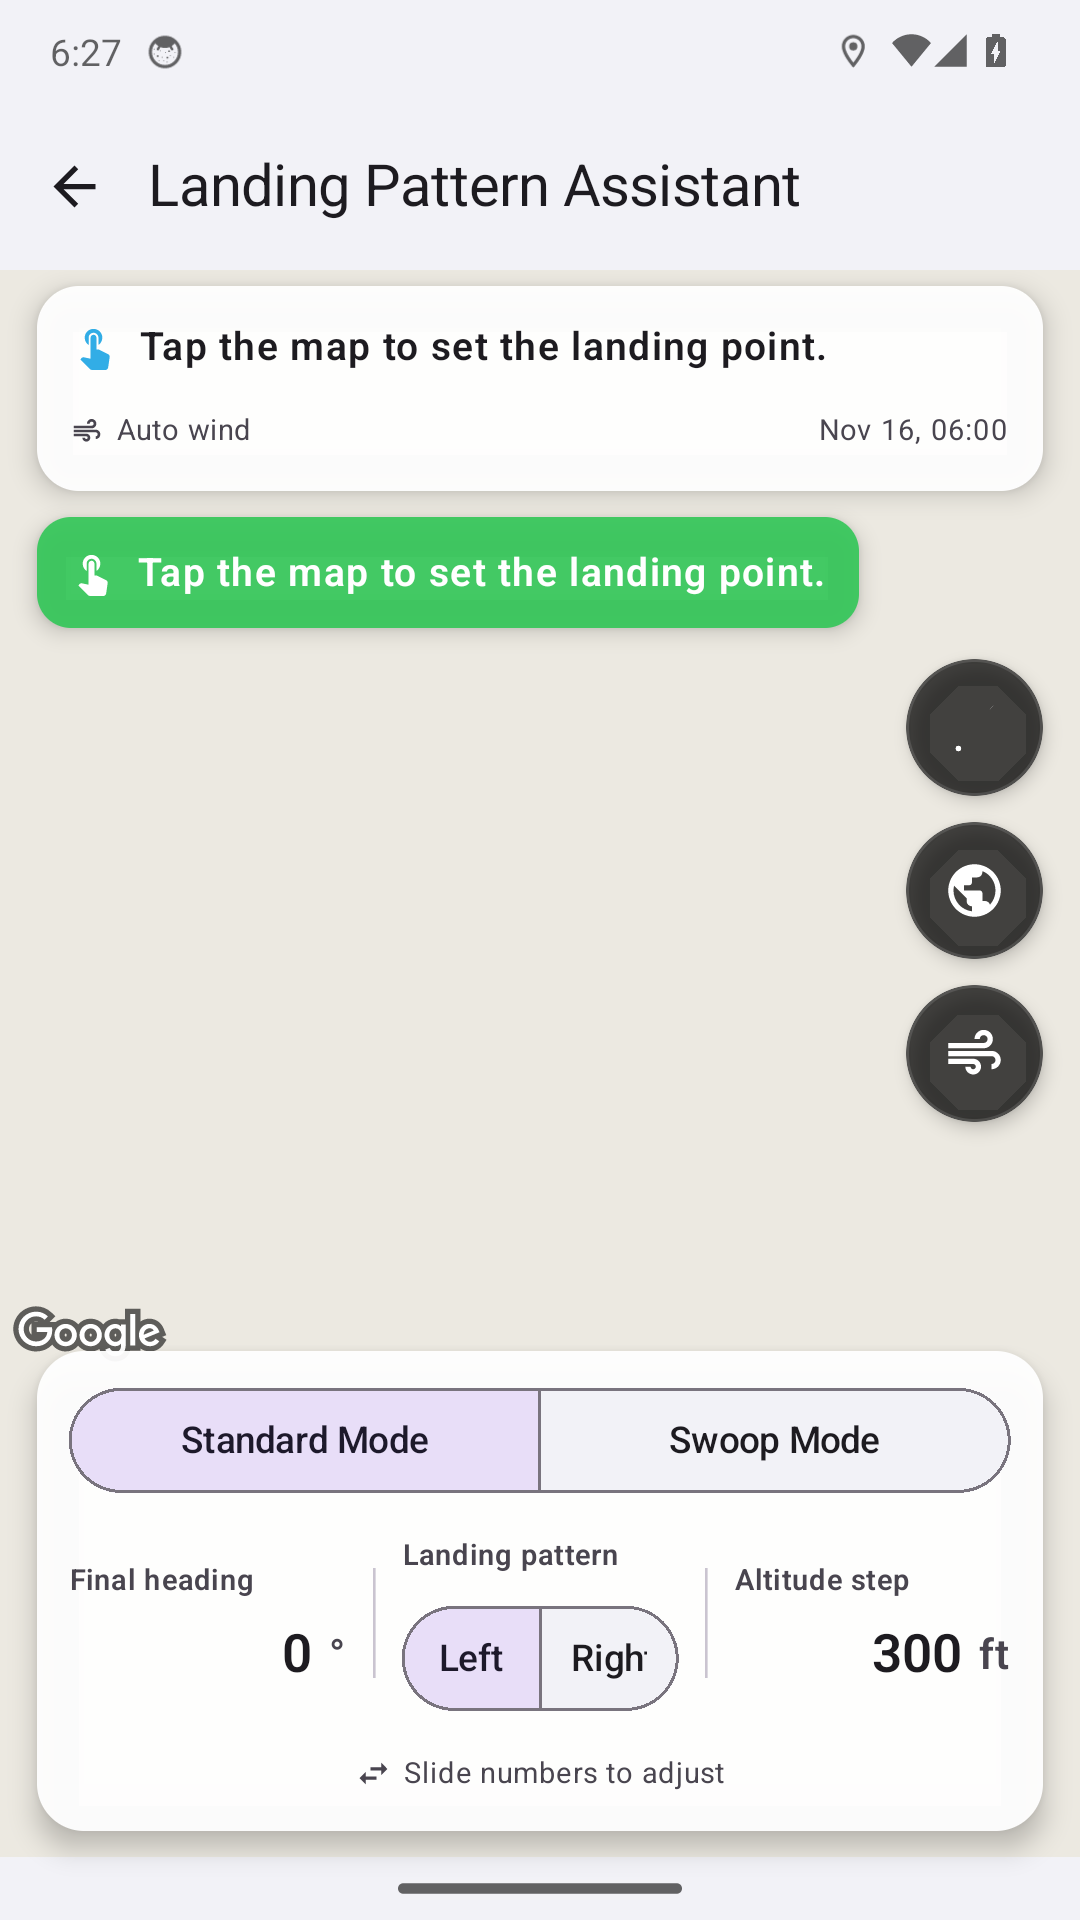 6:27
Landing Pattern Assistant
Tap the map to set the landing point.
Auto wind
Nov 16, 06:00
Tap the map to set the landing point.
Google
Standard Mode
Swoop Mode
Final heading
Landing pattern
Altitude step
0 °
Left
Righ
300 ft
Slide numbers to adjust